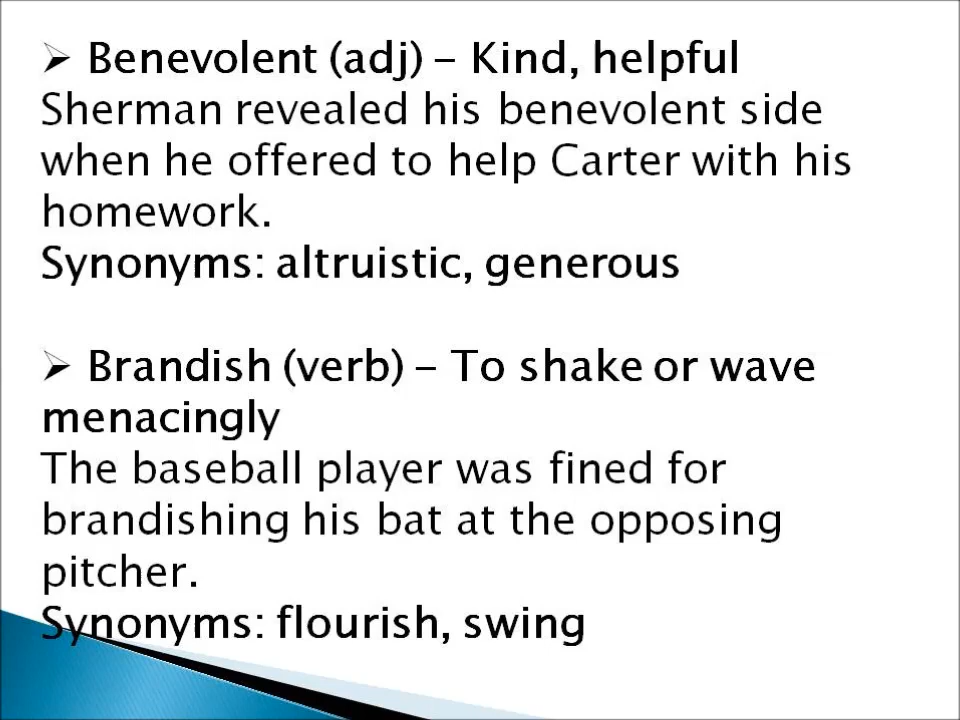 ➢ Benevolent (adj) – Kind, helpful
Sherman revealed his benevolent side
when he offered to help Carter with his
homework.
Synonyms: altruistic, generous
➢ Brandish (verb) – To shake or wave
menacingly
The baseball player was fined for
brandishing his bat at the opposing
pitcher.
Synonyms: flourish, swing